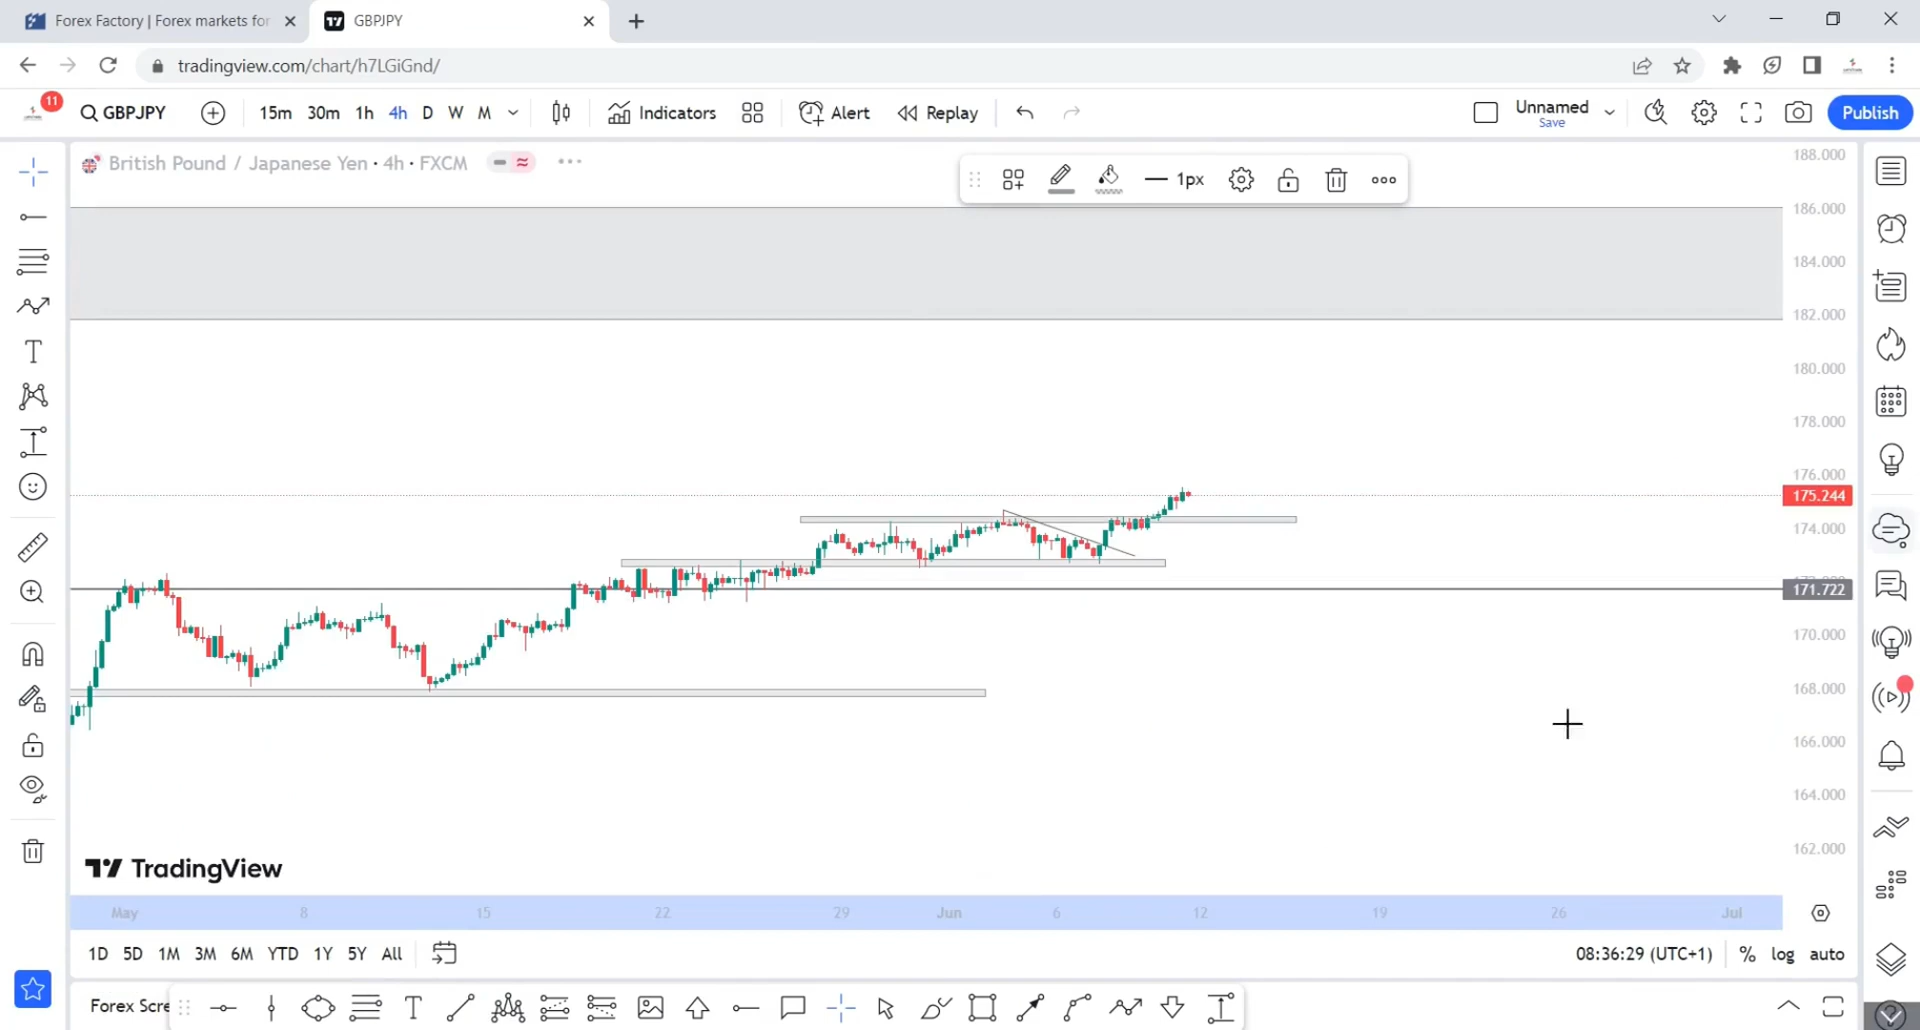 Forex Factory | Forex markets for
GBPJPY
tradingview.com/chart/h7LGiGnd/
11
GBPJPY
15m 30m 1h 4h D W M
Indicators
Alert
Replay
Unnamed
Save
Publish
British Pound / Japanese Yen · 4h · FXCM
1px
188.000
186.000
184.000
182.000
180.000
178.000
176.000
175.244
174.000
171.722
170.000
168.000
166.000
164.000
162.000
TradingView
May 8 15 22 29 Jun 6 12 19 26 Jul
1D 5D 1M 3M 6M YTD 1Y 5Y All
08:36:29 (UTC+1) % log auto
Forex Scre